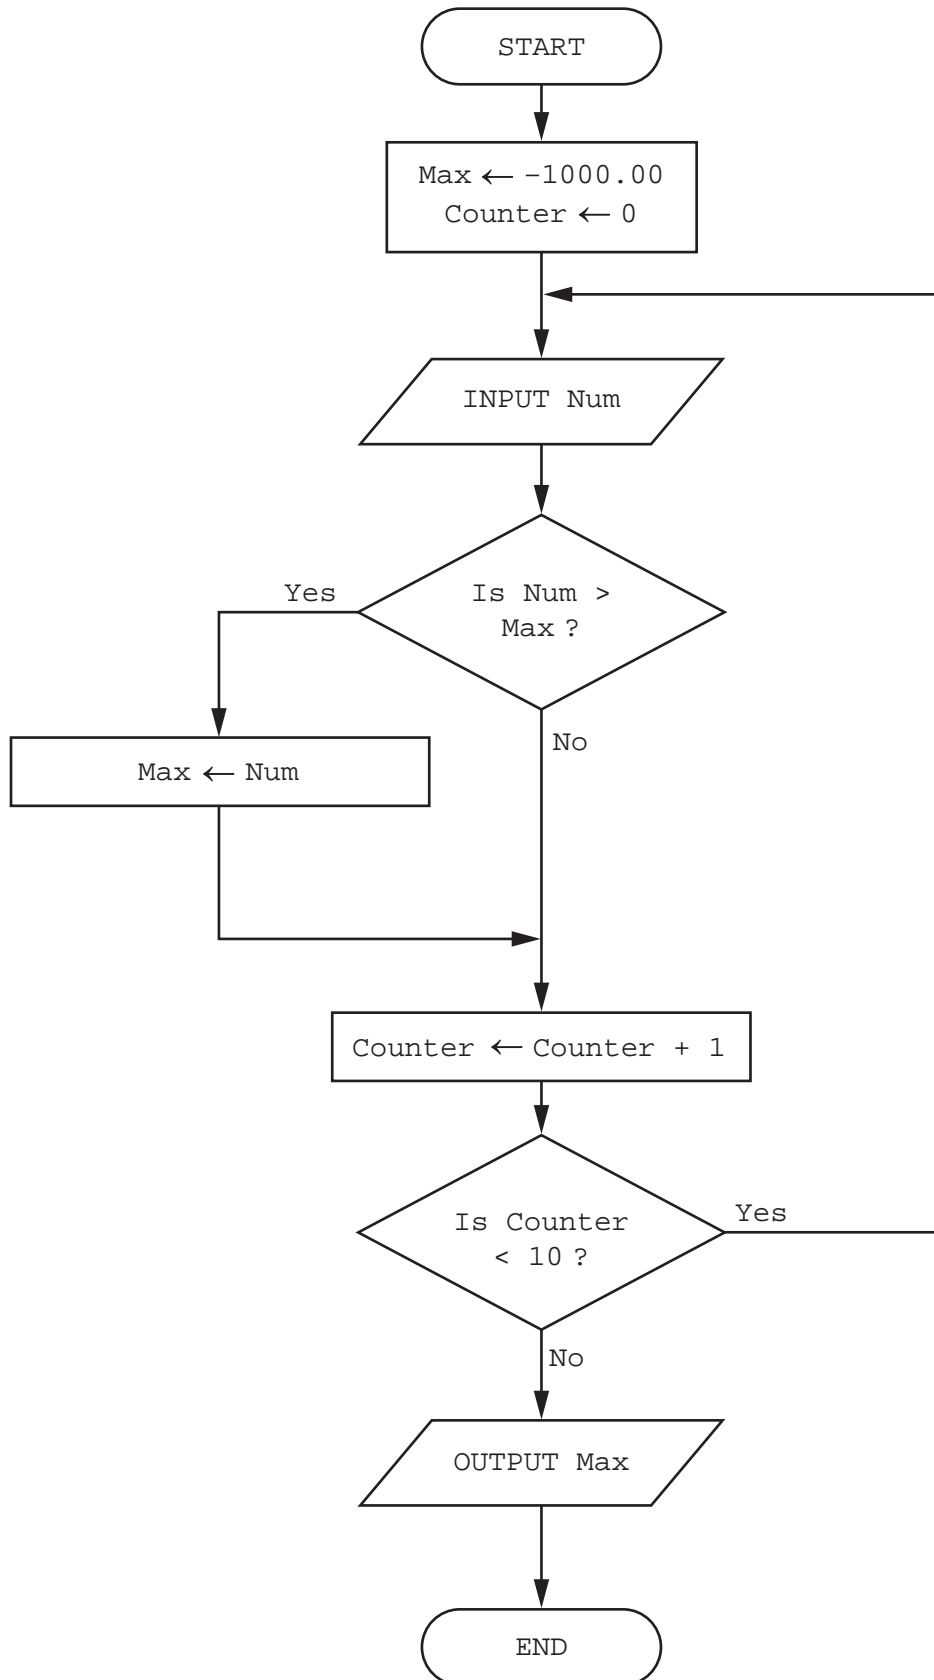 START
Max ← –1000.00
Counter ← 0
INPUT Num
Yes
Is Num >
Max ?
No
Max ← Num
Counter ← Counter + 1
Is Counter
< 10 ?
Yes
No
OUTPUT Max
END